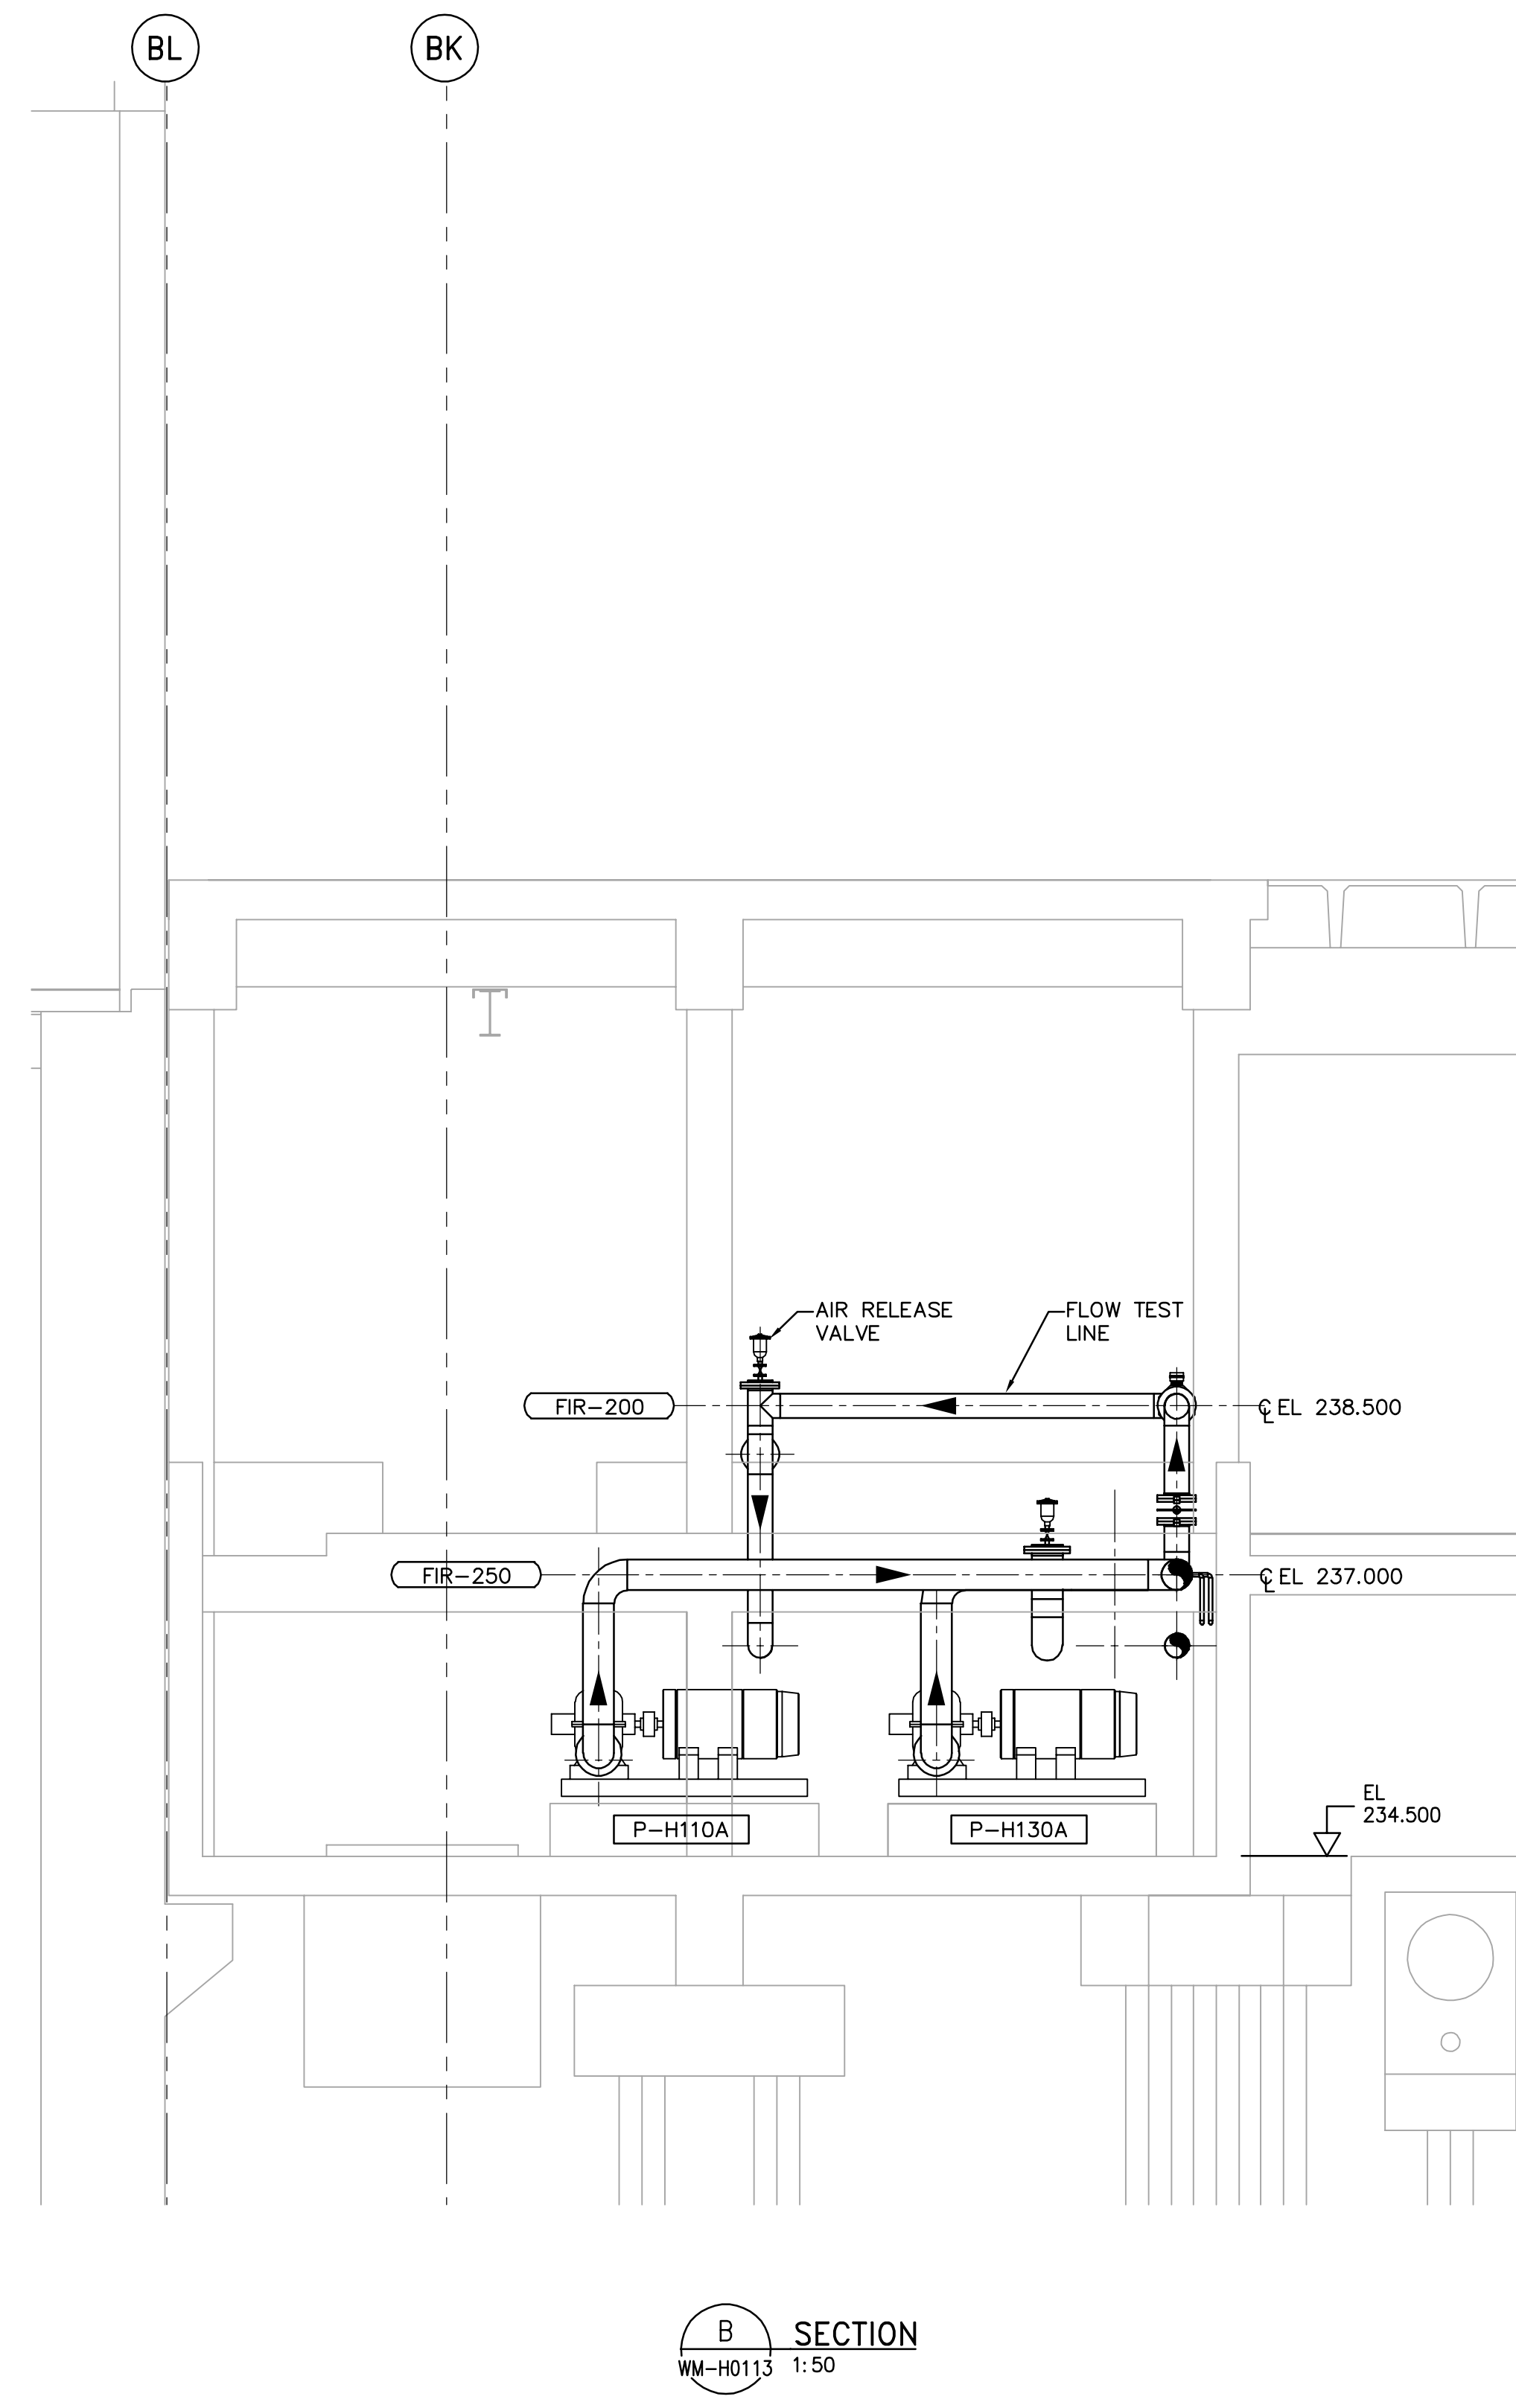 BL
BK
AIR RELEASE
VALVE
FLOW TEST
LINE
FIR-200
℄ EL 238.500
FIR-250
℄ EL 237.000
EL
234.500
P-H110A
P-H130A
B
SECTION
WM-H0113
1:50